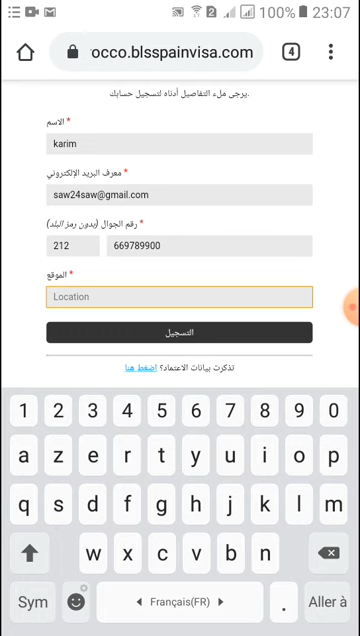 100% 23:07
occo.blsspainvisa.com 4
يرجى ملء التفاصيل أدناه لتسجيل حسابك.
* الاسم
karim
* معرف البريد الإلكتروني
saw24saw@gmail.com
* رقم الجوال (بدون رمز البلد)
212 669789900
* الموقع
Location
التسجيل
تذكرت بيانات الاعتماد؟ اضغط هنا
1 2 3 4 5 6 7 8 9 0
a z e r t y u i o p
q s d f g h j k l m
w x c v b n
Sym Français(FR) . Aller à